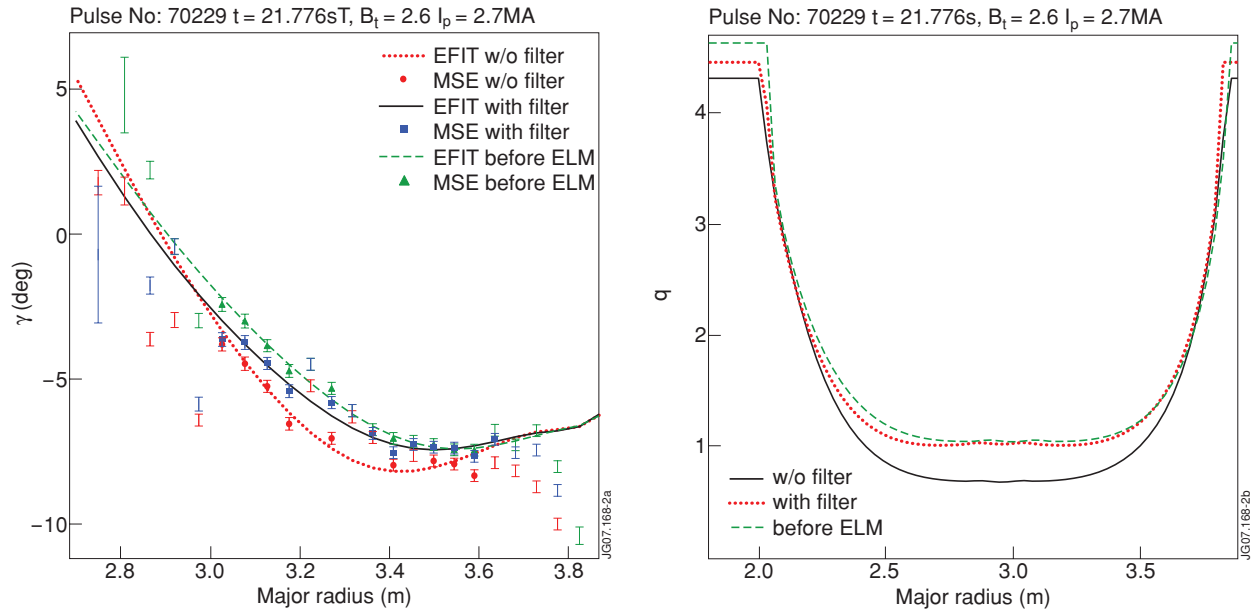 Pulse No: 70229 t = 21.776sT, Bt = 2.6 Ip = 2.7MA
EFIT w/o filter
MSE w/o filter
EFIT with filter
MSE with filter
EFIT before ELM
MSE before ELM
5
0
−5
−10
γ (deg)
2.8 3.0 3.2 3.4 3.6 3.8
Major radius (m)
JG07.168-2a
Pulse No: 70229 t = 21.776s, Bt = 2.6 Ip = 2.7MA
4
3
2
1
q
w/o filter
with filter
before ELM
2.0 2.5 3.0 3.5
Major radius (m)
JG07.168-2b